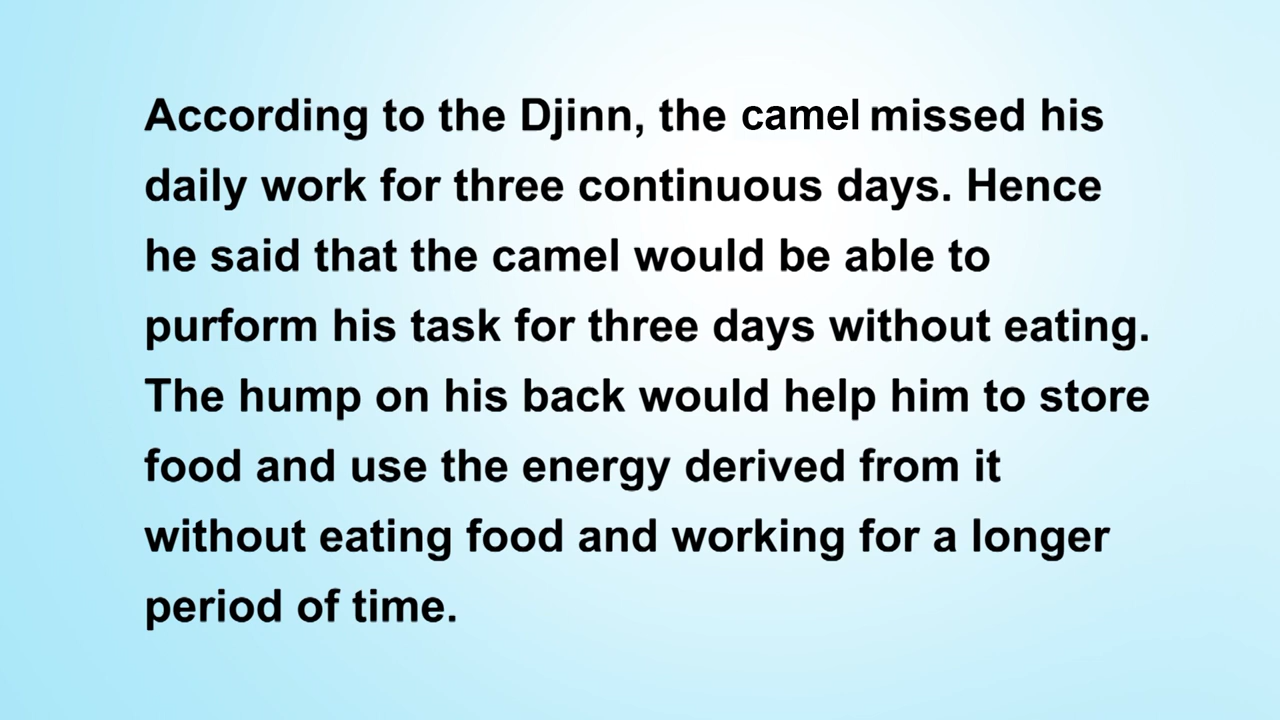 According to the Djinn, the camel missed his
daily work for three continuous days. Hence
he said that the camel would be able to
purform his task for three days without eating.
The hump on his back would help him to store
food and use the energy derived from it
without eating food and working for a longer
period of time.